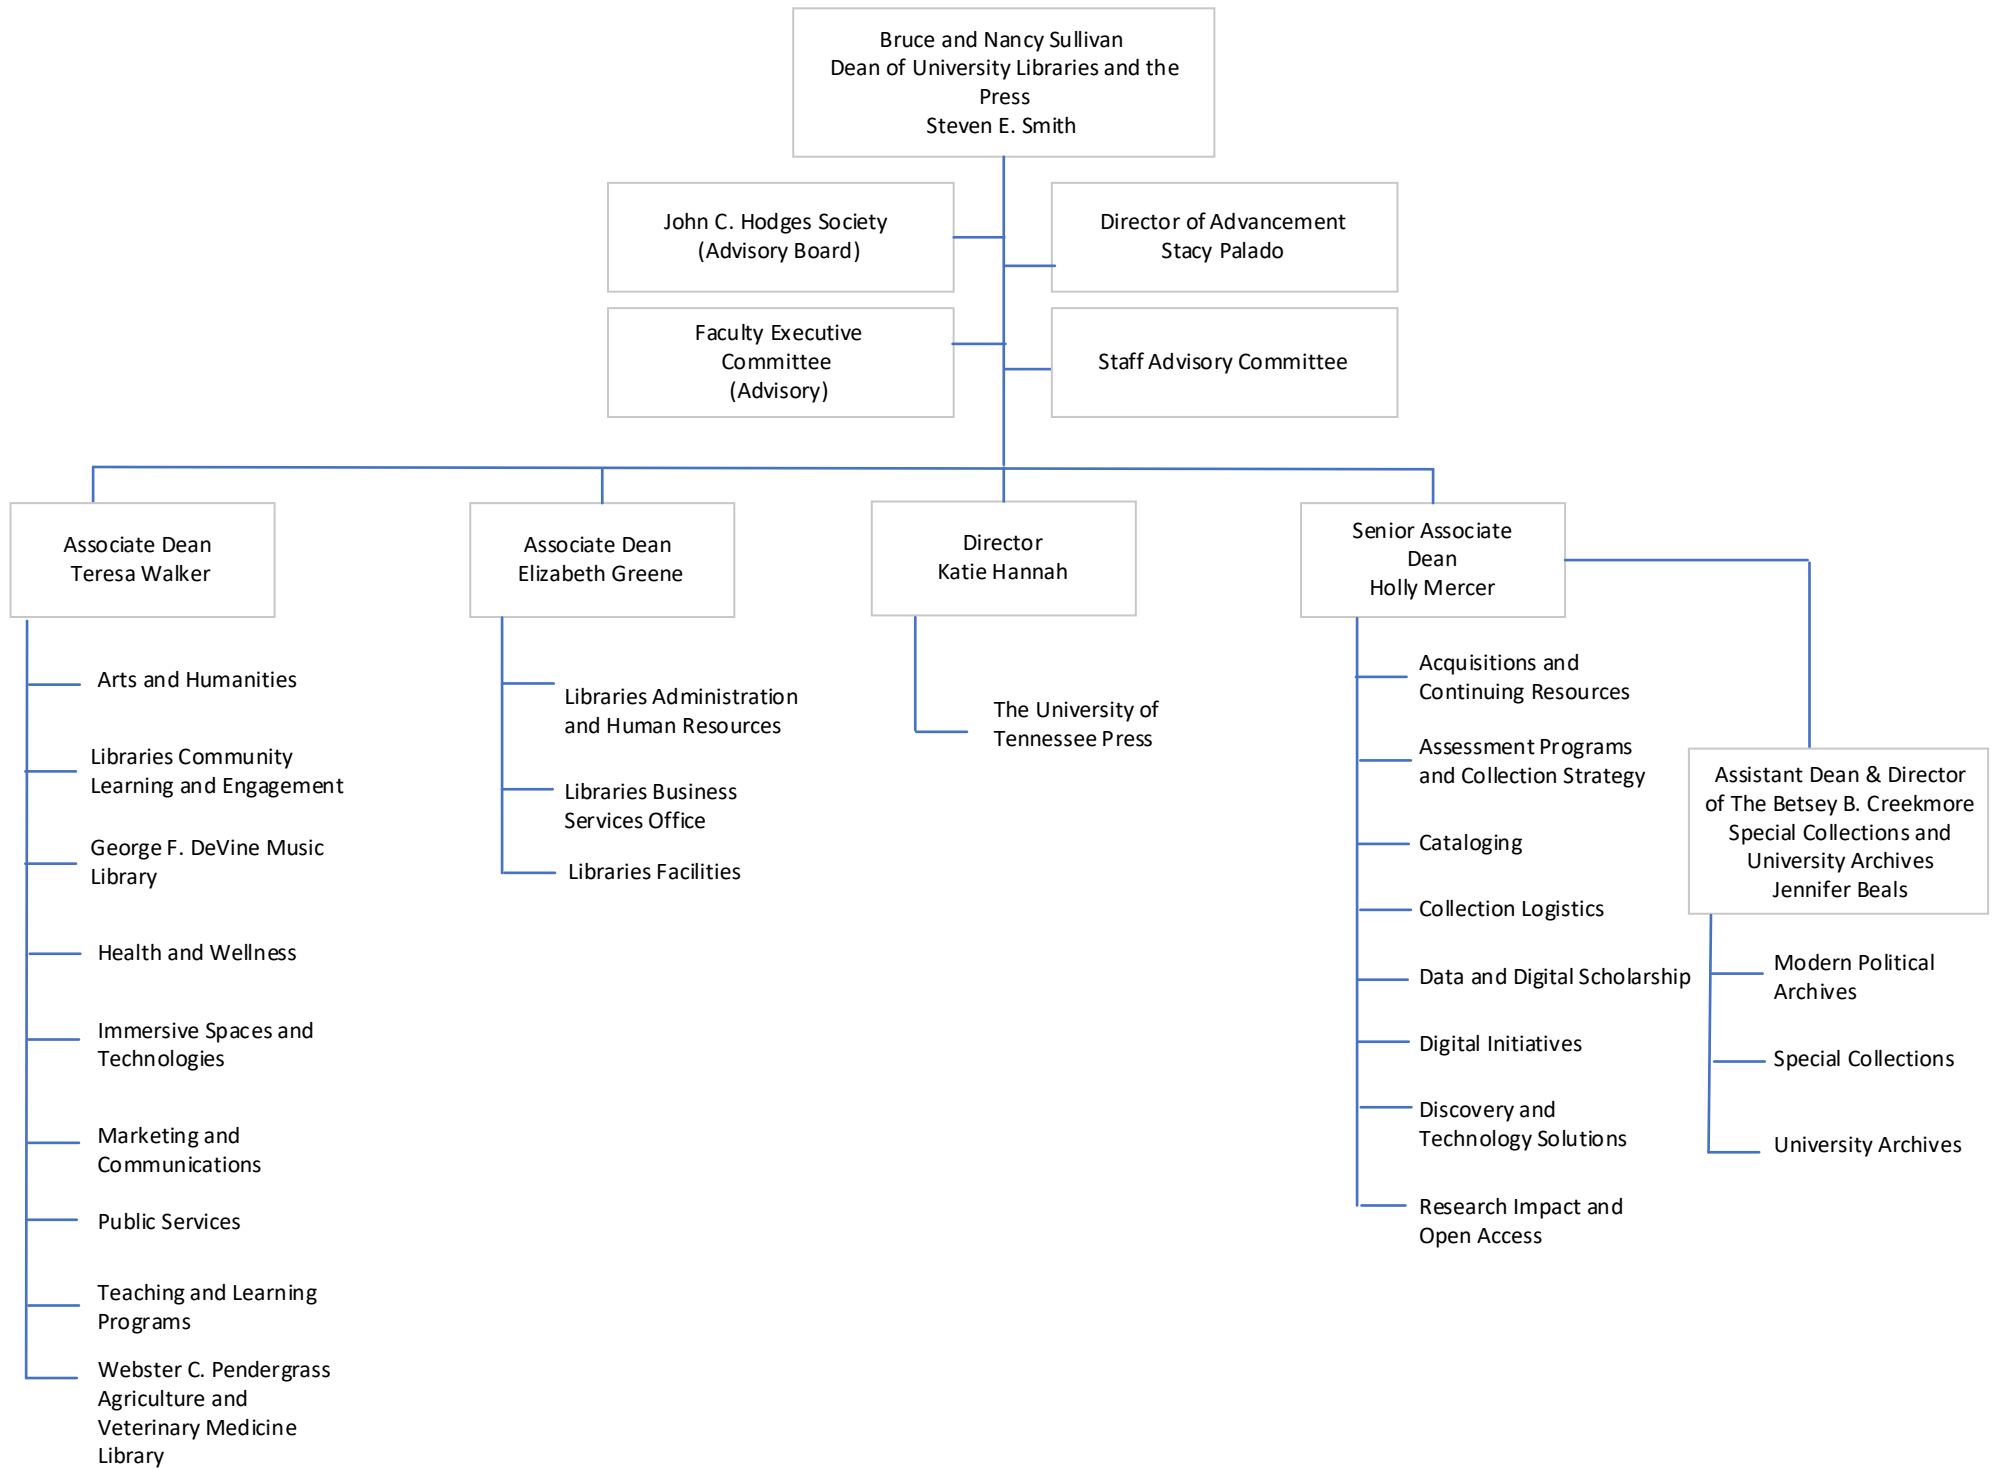 Bruce and Nancy Sullivan
Dean of University Libraries and the
Press
Steven E. Smith
John C. Hodges Society
(Advisory Board)
Director of Advancement
Stacy Palado
Faculty Executive
Committee
(Advisory)
Staff Advisory Committee
Associate Dean
Teresa Walker
Arts and Humanities
Libraries Community
Learning and Engagement
George F. DeVine Music
Library
Health and Wellness
Immersive Spaces and
Technologies
Marketing and
Communications
Public Services
Teaching and Learning
Programs
Webster C. Pendergrass
Agriculture and
Veterinary Medicine
Library
Associate Dean
Elizabeth Greene
Libraries Administration
and Human Resources
Libraries Business
Services Office
Libraries Facilities
Director
Katie Hannah
The University of
Tennessee Press
Senior Associate
Dean
Holly Mercer
Acquisitions and
Continuing Resources
Assessment Programs
and Collection Strategy
Cataloging
Collection Logistics
Data and Digital Scholarship
Digital Initiatives
Discovery and
Technology Solutions
Research Impact and
Open Access
Assistant Dean & Director
of The Betsey B. Creekmore
Special Collections and
University Archives
Jennifer Beals
Modern Political
Archives
Special Collections
University Archives